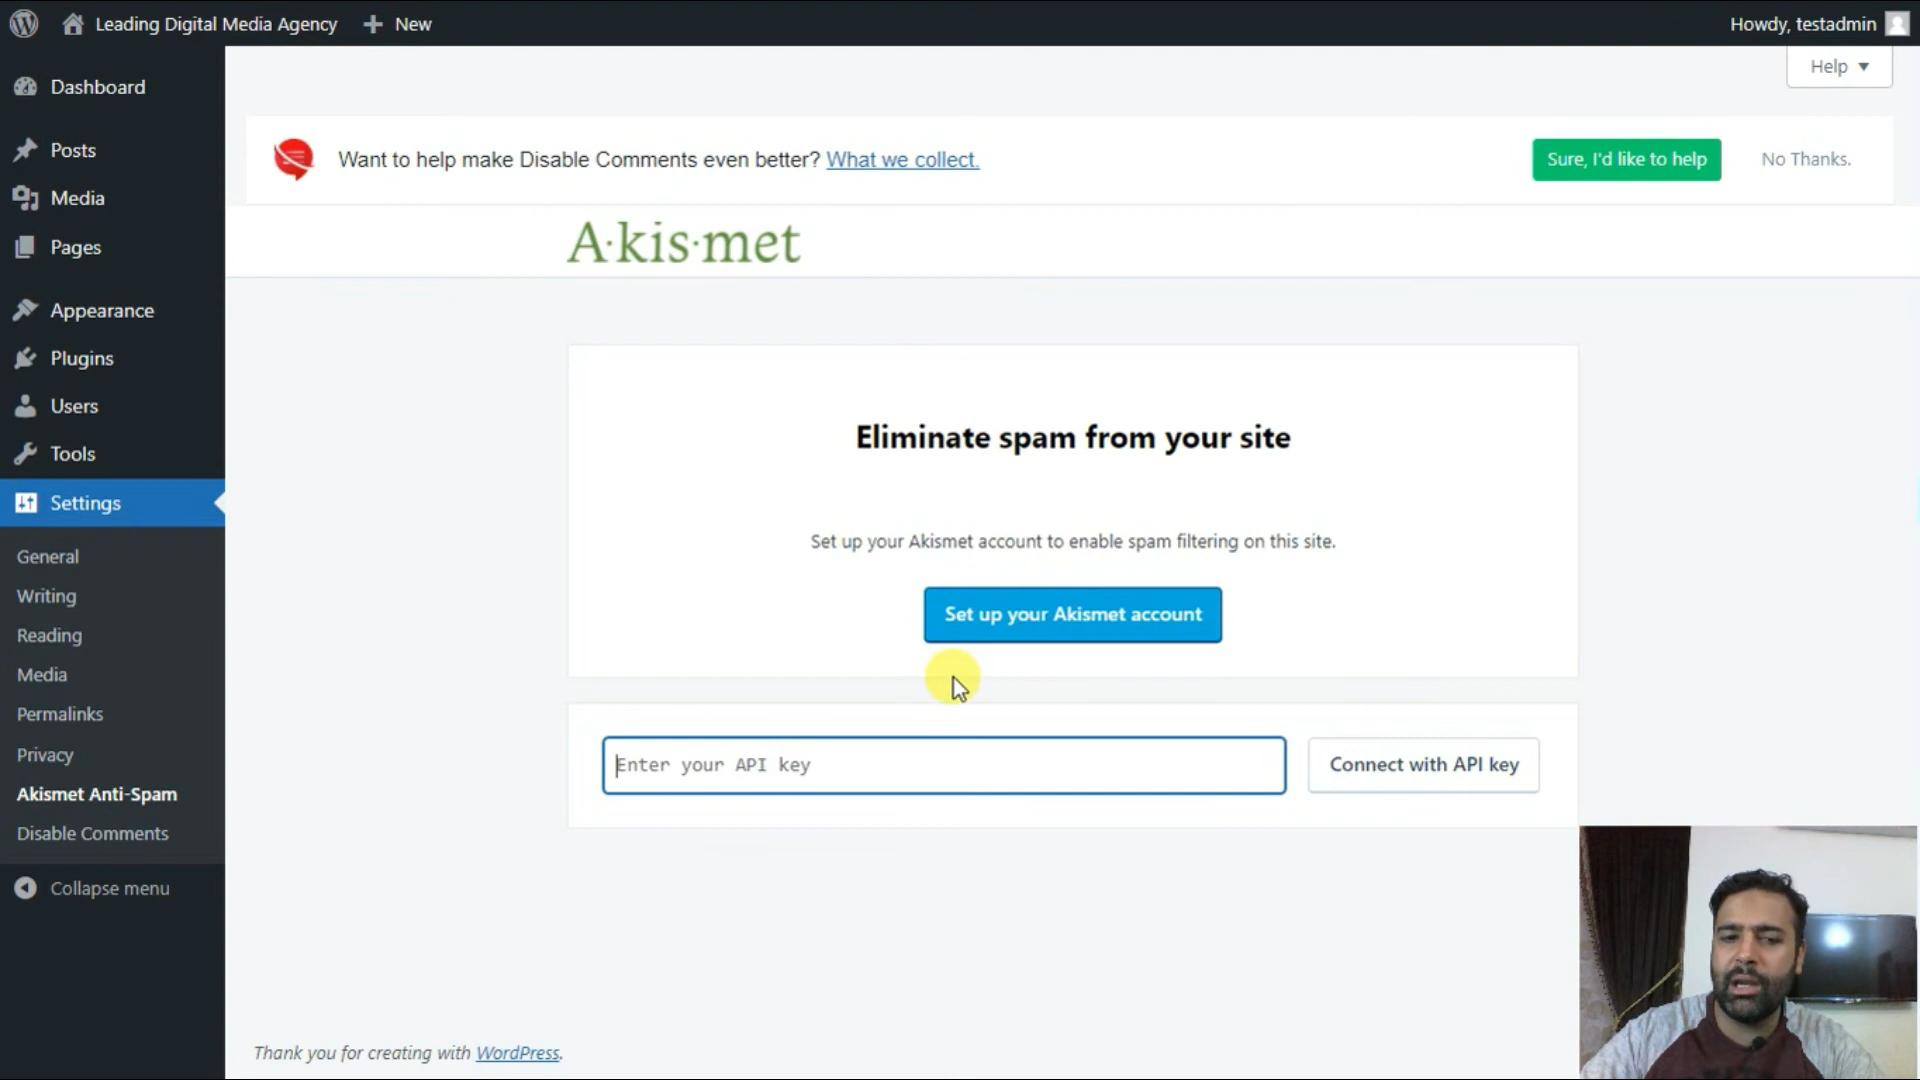 Leading Digital Media Agency
New
Howdy, testadmin
Help
Dashboard
Posts
Media
Pages
Appearance
Plugins
Users
Tools
Settings
General
Writing
Reading
Media
Permalinks
Privacy
Akismet Anti-Spam
Disable Comments
Collapse menu
Want to help make Disable Comments even better? What we collect.
Sure, I'd like to help
No Thanks.
A·kis·met
Eliminate spam from your site
Set up your Akismet account to enable spam filtering on this site.
Set up your Akismet account
Enter your API key
Connect with API key
Thank you for creating with WordPress.